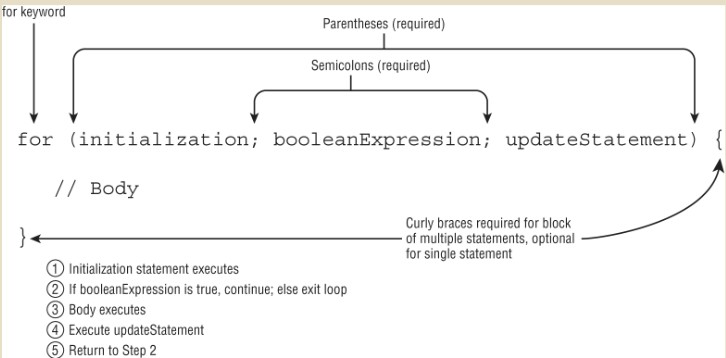 for keyword
Parentheses (required)
Semicolons (required)
for (initialization; booleanExpression; updateStatement) {
// Body
}
Curly braces required for block
of multiple statements, optional
for single statement
① Initialization statement executes
② If booleanExpression is true, continue; else exit loop
③ Body executes
④ Execute updateStatement
⑤ Return to Step 2